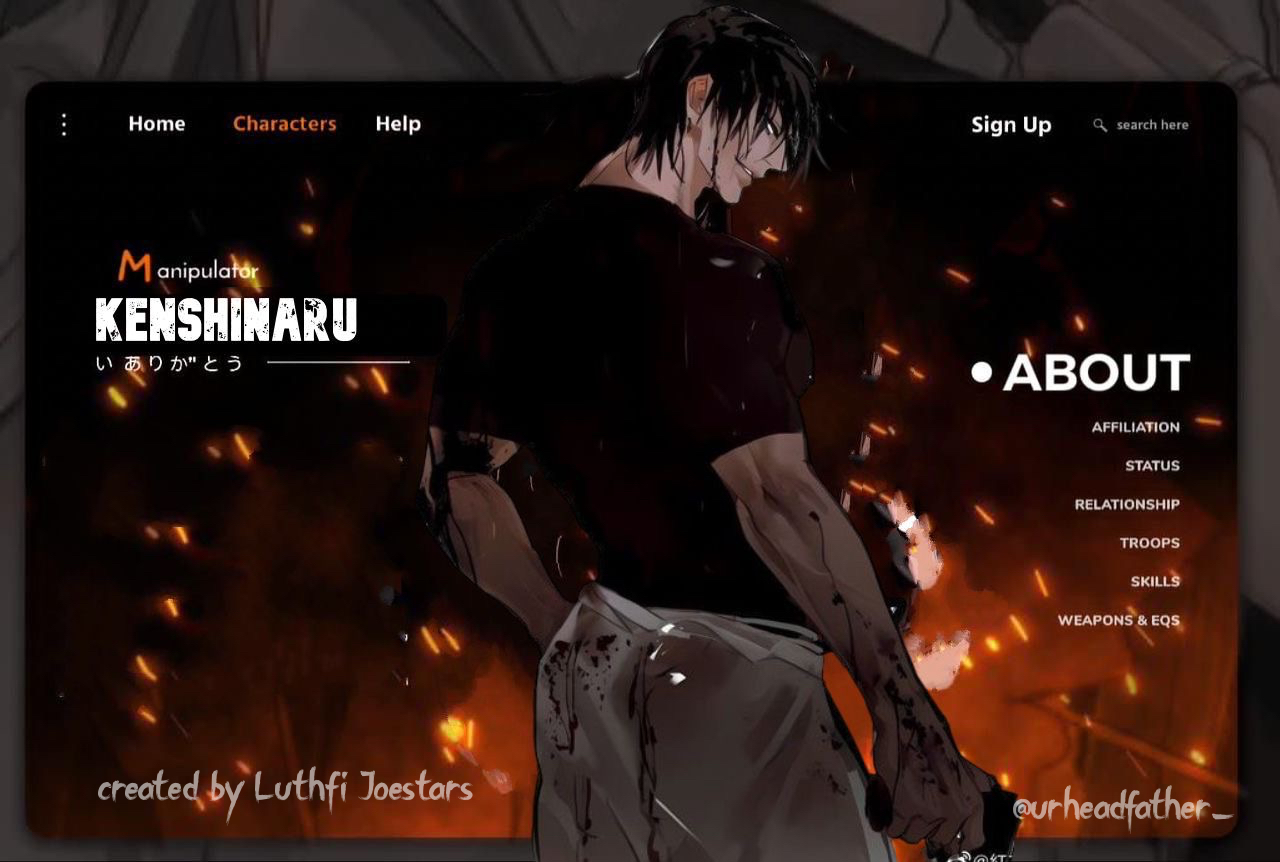 Home Characters Help Sign Up search here
Manipulator
KENSHINARU
い ありか"とう
• ABOUT
AFFILIATION
STATUS
RELATIONSHIP
TROOPS
SKILLS
WEAPONS & EQS
created by Luthfi Joestars
@urheadfather_